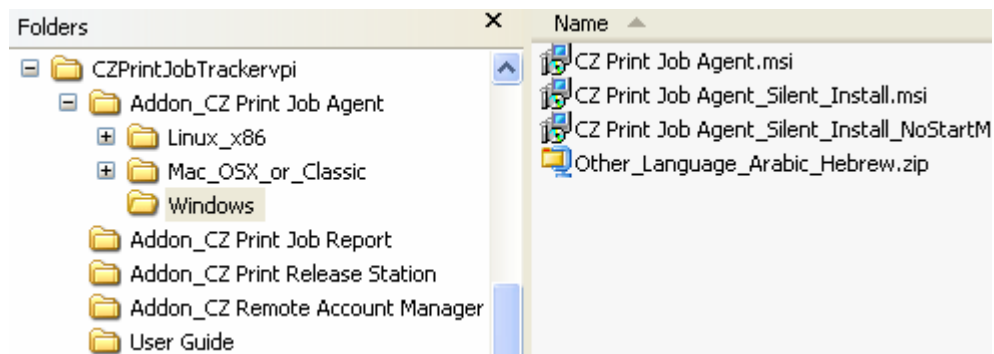 Folders
CZPrintJobTrackervpi
Addon_CZ Print Job Agent
Linux_x86
Mac_OSX_or_Classic
Windows
Addon_CZ Print Job Report
Addon_CZ Print Release Station
Addon_CZ Remote Account Manager
User Guide
Name
CZ Print Job Agent.msi
CZ Print Job Agent_Silent_Install.msi
CZ Print Job Agent_Silent_Install_NoStartM
Other_Language_Arabic_Hebrew.zip